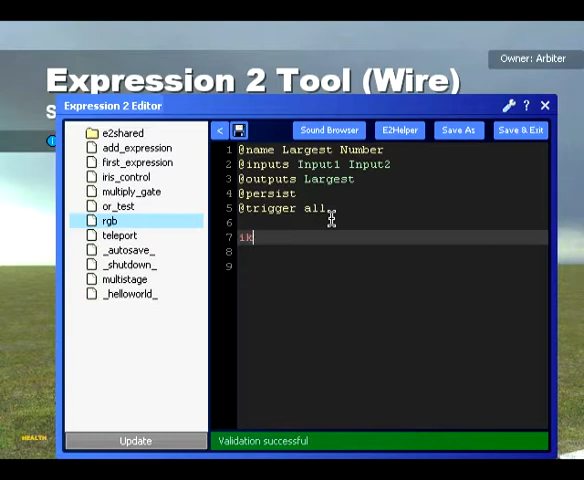 Owner: Arbiter
Expression 2 Tool (Wire)
S
Expression 2 Editor
?
<
Sound Browser
E2Helper
Save As
Save & Exit
e2shared
add_expression
first_expression
iris_control
multiply_gate
or_test
rgb
teleport
_autosave_
_shutdown_
multistage
_helloworld_
1 @name Largest Number
2 @inputs Input1 Input2
3 @outputs Largest
4 @persist
5 @trigger all
6
7 ik
8
9
HEALTH
Update
Validation successful